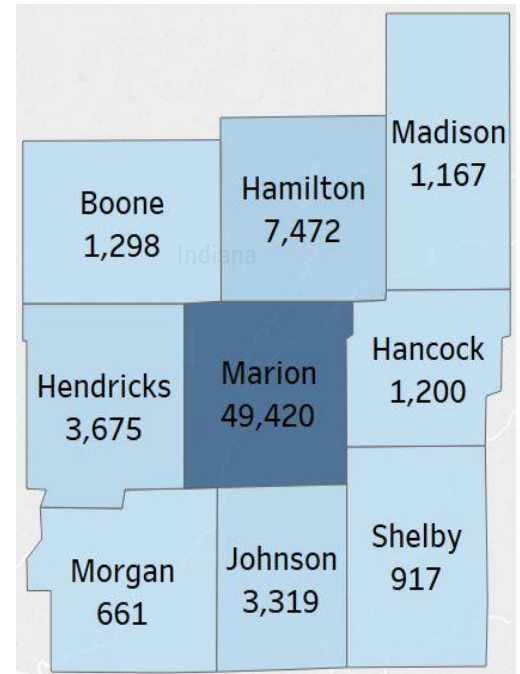 Madison
1,167
Boone
1,298
Hamilton
7,472
Indiana
Hendricks
3,675
Marion
49,420
Hancock
1,200
Morgan
661
Johnson
3,319
Shelby
917